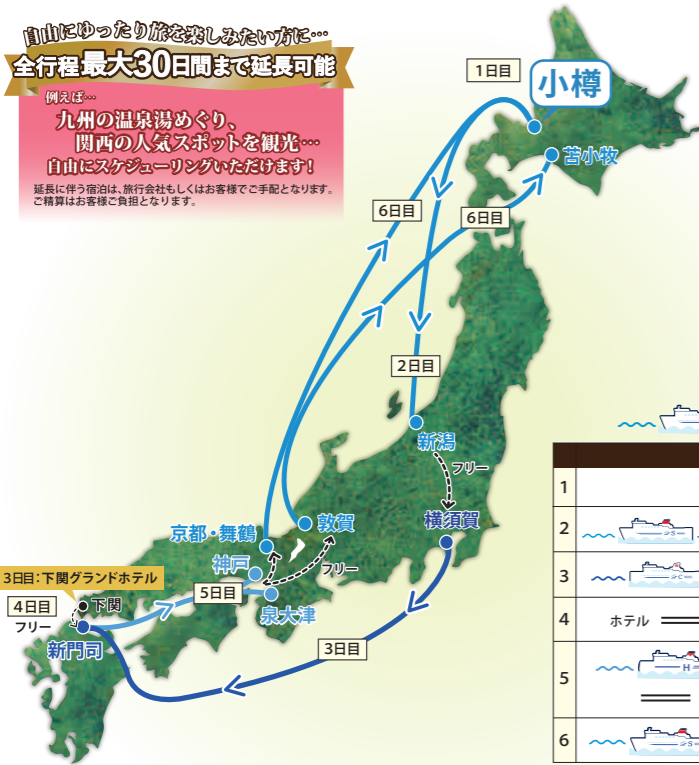 自由にゆったり旅を楽しみたい方に…
全行程最大30日間まで延長可能
例えば…
九州の温泉湯めぐり、
関西の人気スポットを観光…
自由にスケジューリングいただけます!
延長に伴う宿泊は、旅行会社もしくはお客様でご手配となります。
ご精算はお客様ご負担となります。
1日目
小樽
苫小牧
6日目
6日目
2日目
新潟
フリー
横須賀
敦賀
京都・舞鶴
神戸
フリー
3日目:下関グランドホテル
5日目
泉大津
4日目
下関
フリー
新門司
3日目
1
2
S
3
C
4
ホテル
5
H
6
S